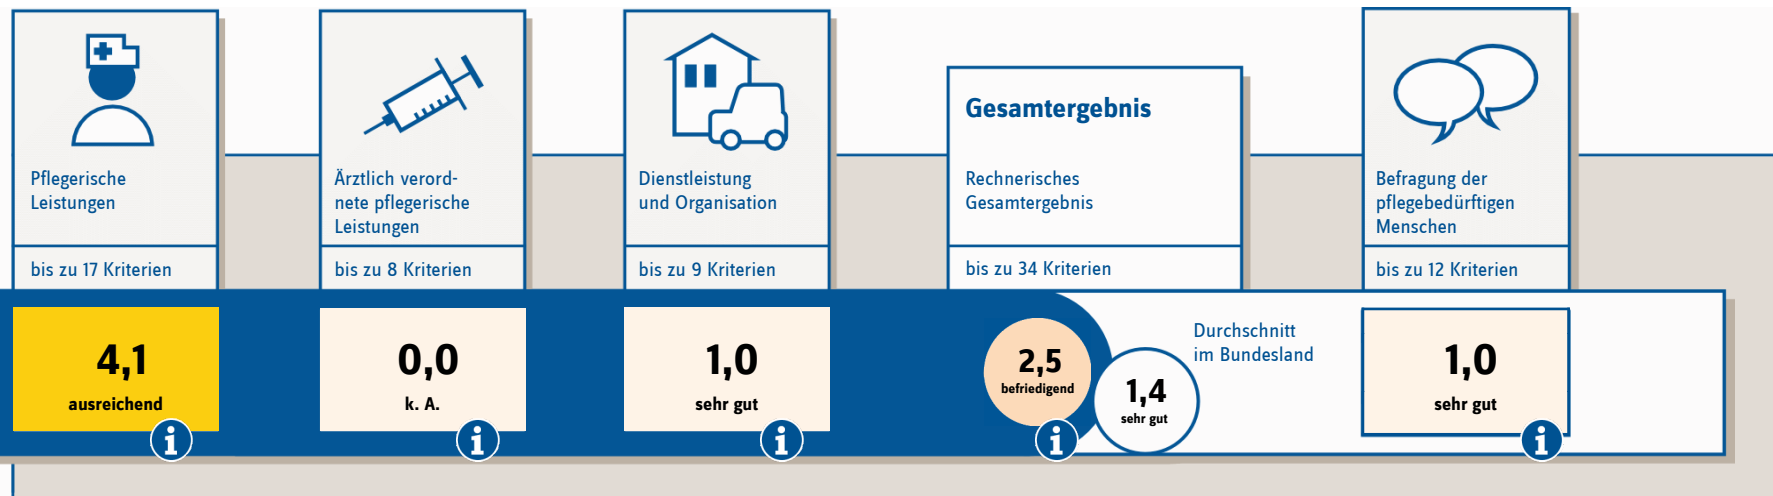 Pflegerische
Leistungen
bis zu 17 Kriterien
4,1
ausreichend
i
Ärztlich verord-
nete pflegerische
Leistungen
bis zu 8 Kriterien
0,0
k. A.
i
Dienstleistung
und Organisation
bis zu 9 Kriterien
1,0
sehr gut
i
Gesamtergebnis
Rechnerisches
Gesamtergebnis
bis zu 34 Kriterien
2,5
befriedigend
i
1,4
sehr gut
Durchschnitt
im Bundesland
Befragung der
pflegebedürftigen
Menschen
bis zu 12 Kriterien
1,0
sehr gut
i